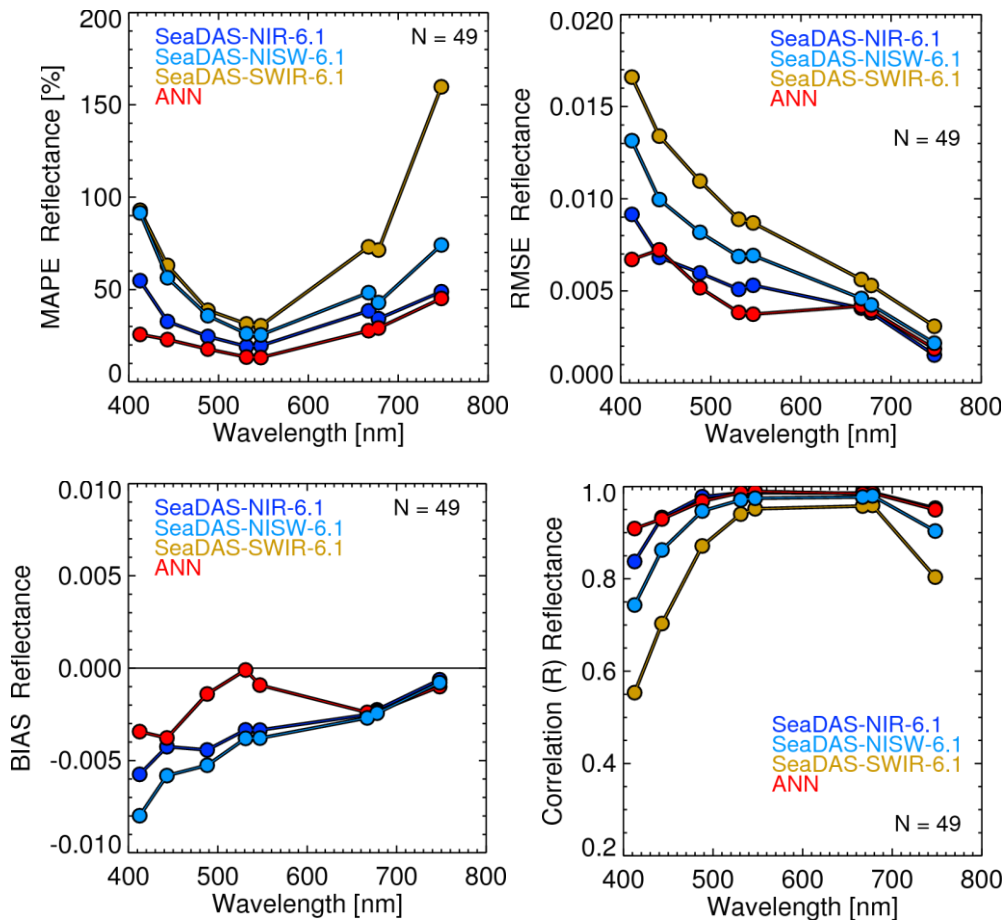 MAPE Reflectance [%]
200
150
100
50
0
SeaDAS-NIR-6.1
SeaDAS-NISW-6.1
SeaDAS-SWIR-6.1
ANN
N = 49
400 500 600 700 800
Wavelength [nm]
RMSE Reflectance
0.020
0.015
0.010
0.005
0.000
SeaDAS-NIR-6.1
SeaDAS-NISW-6.1
SeaDAS-SWIR-6.1
ANN
N = 49
400 500 600 700 800
Wavelength [nm]
BIAS Reflectance
0.010
0.005
0.000
-0.005
-0.010
SeaDAS-NIR-6.1
SeaDAS-NISW-6.1
SeaDAS-SWIR-6.1
ANN
N = 49
400 500 600 700 800
Wavelength [nm]
Correlation (R) Reflectance
1.0
0.8
0.6
0.4
0.2
SeaDAS-NIR-6.1
SeaDAS-NISW-6.1
SeaDAS-SWIR-6.1
ANN
N = 49
400 500 600 700 800
Wavelength [nm]